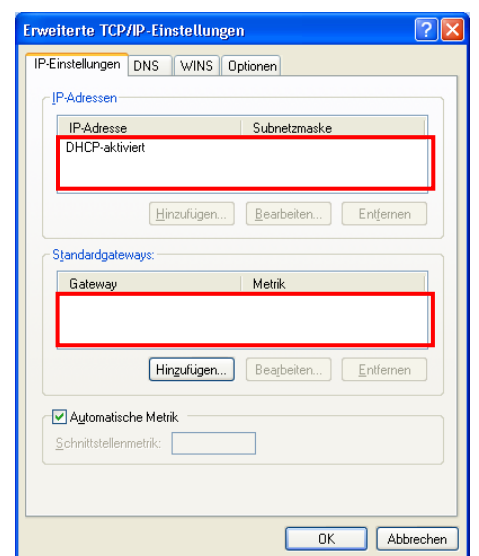 Erweiterte TCP/IP-Einstellungen
IP-Einstellungen DNS WINS Optionen
IP-Adressen
IP-Adresse Subnetzmaske
DHCP-aktiviert
Hinzufügen... Bearbeiten... Entfernen
Standardgateways:
Gateway Metrik
Hinzufügen... Bearbeiten... Entfernen
Automatische Metrik
Schnittstellenmetrik:
OK Abbrechen